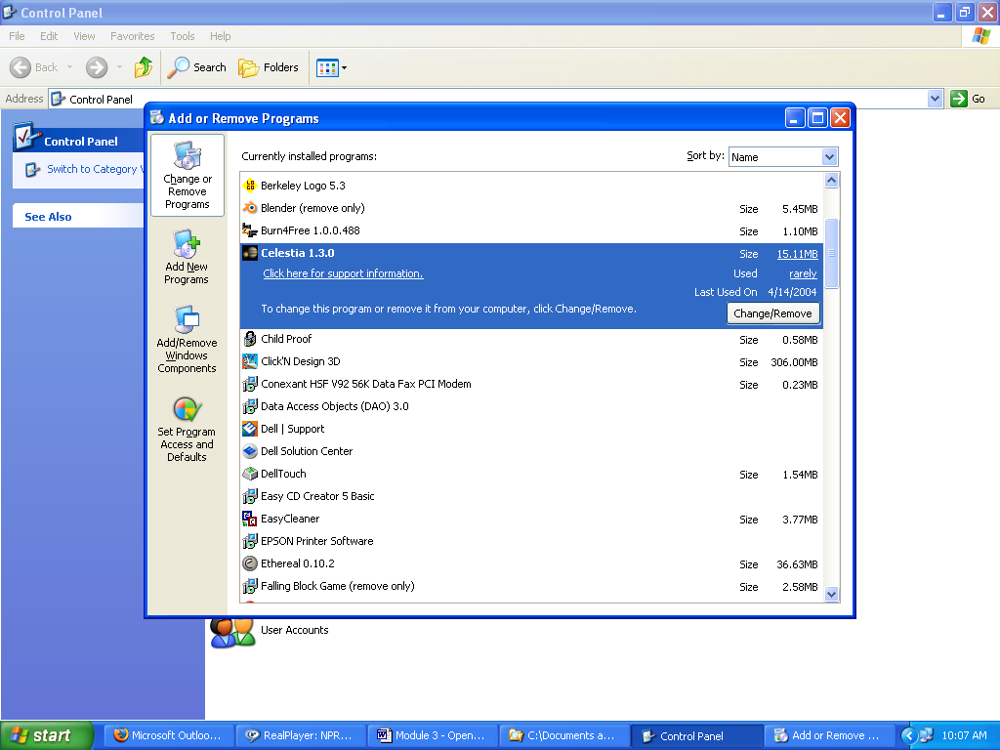 Control Panel
File Edit View Favorites Tools Help
Back Search Folders
Address Control Panel Go
Control Panel
Switch to Category
See Also
Add or Remove Programs
Change or
Remove
Programs
Add New
Programs
Add/Remove
Windows
Components
Set Program
Access and
Defaults
Currently installed programs: Sort by: Name
Berkeley Logo 5.3
Blender (remove only) Size 5.45MB
Burn4Free 1.0.0.488 Size 1.10MB
Celestia 1.3.0 Size 15.11MB
Click here for support information. Used rarely
Last Used On 4/14/2004
To change this program or remove it from your computer, click Change/Remove. Change/Remove
Child Proof Size 0.58MB
Click'N Design 3D Size 306.00MB
Conexant HSF V92 56K Data Fax PCI Modem Size 0.23MB
Data Access Objects (DAO) 3.0
Dell | Support
Dell Solution Center
DellTouch Size 1.54MB
Easy CD Creator 5 Basic
EasyCleaner Size 3.77MB
EPSON Printer Software
Ethereal 0.10.2 Size 36.63MB
Falling Block Game (remove only) Size 2.58MB
User Accounts
start Microsoft Outloo... RealPlayer: NPR... Module 3 - Open... C:\Documents a... Control Panel Add or Remove ... 10:07 AM